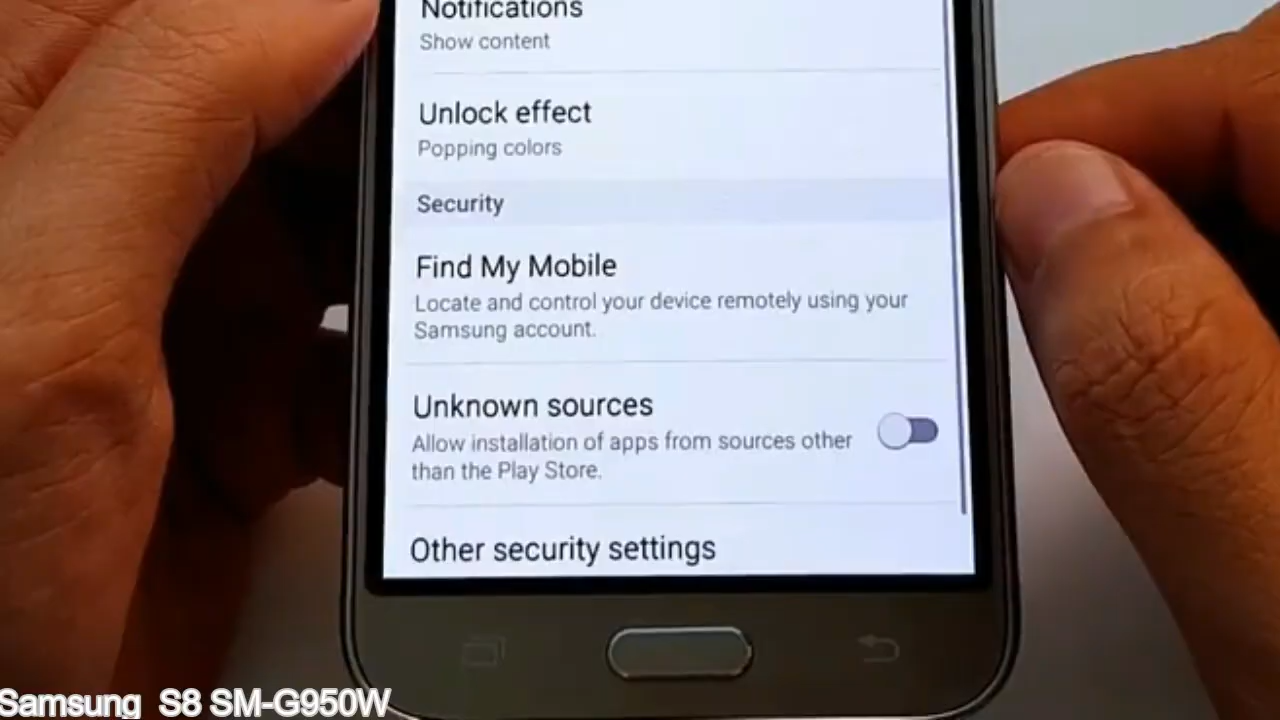 Notifications
Show content
Unlock effect
Popping colors
Security
Find My Mobile
Locate and control your device remotely using your
Samsung account.
Unknown sources
Allow installation of apps from sources other
than the Play Store.
Other security settings
Samsung  S8 SM-G950W